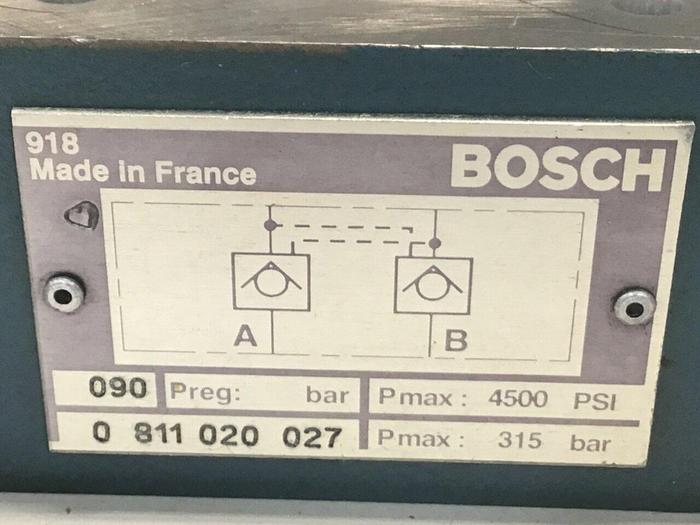 918
Made in France
BOSCH
A B
090 Preg: bar Pmax: 4500 PSI
0 811 020 027 Pmax: 315 bar